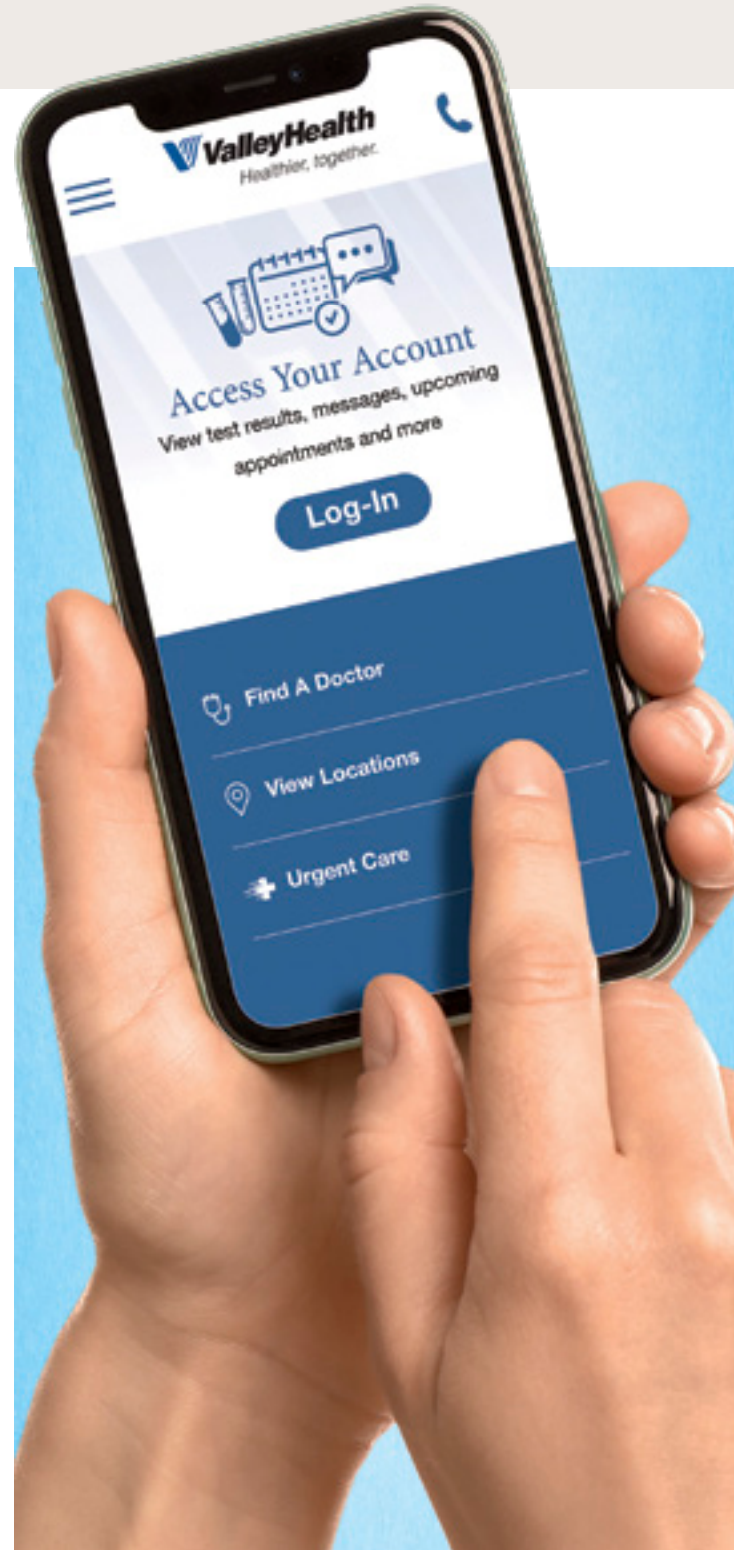 ValleyHealth
Healthier, together.
Access Your Account
View test results, messages, upcoming
appointments and more
Log-In
Find A Doctor
View Locations
Urgent Care